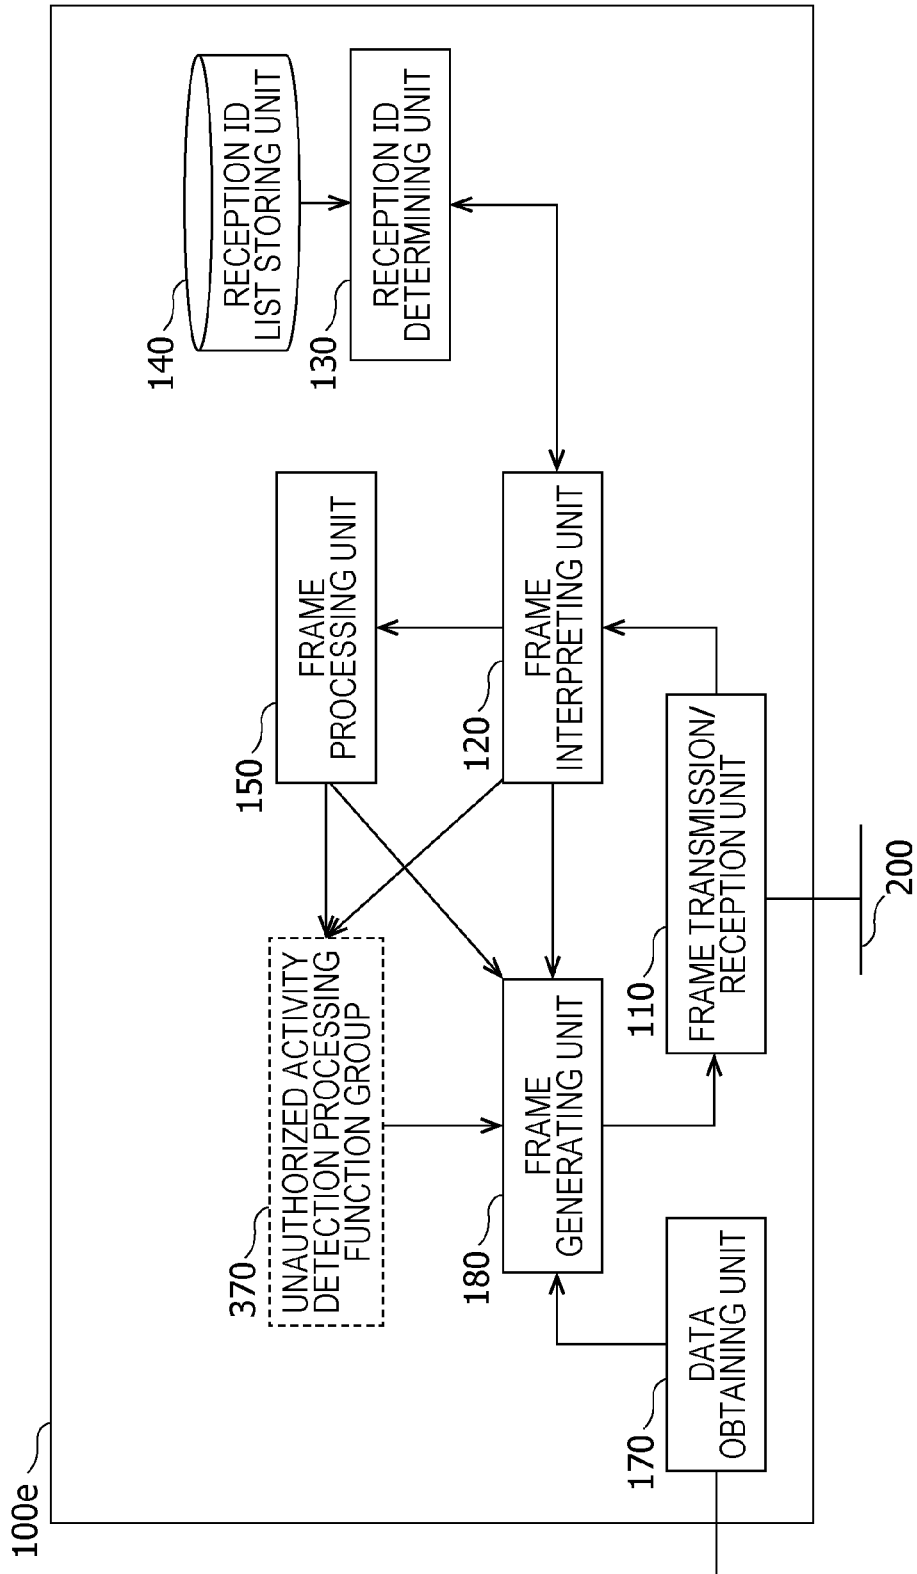 100e
370
UNAUTHORIZED ACTIVITY
DETECTION PROCESSING
FUNCTION GROUP
150
FRAME
PROCESSING UNIT
140
RECEPTION ID
LIST STORING UNIT
130
RECEPTION ID
DETERMINING UNIT
180
FRAME
GENERATING UNIT
120
FRAME
INTERPRETING UNIT
170
DATA
OBTAINING UNIT
110
FRAME TRANSMISSION/
RECEPTION UNIT
200